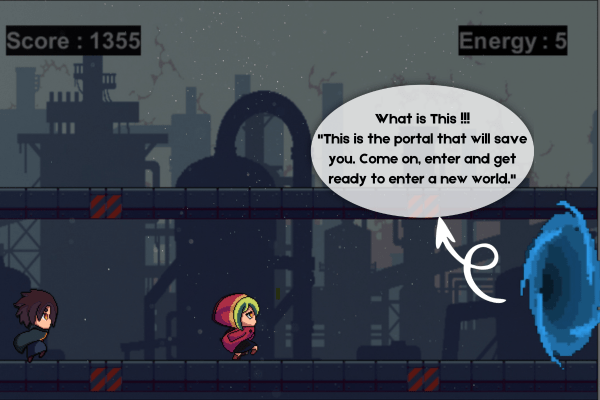 Score : 1355
Energy : 5
What is This !!!
"This is the portal that will save
you. Come on, enter and get
ready to enter a new world."